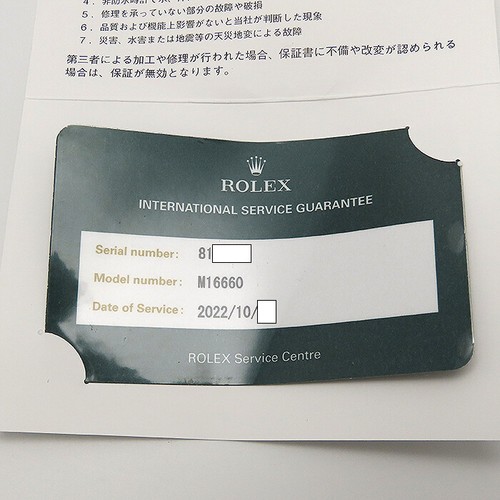 5．修理を承っていない部分の故障や破損
6．品質および機能上影響がないと当社が判断した現象
7．災害、水害または地震等の天災地変による故障
第三者による加工や修理が行われた場合、保証書に不備や改変が認められる
場合は、保証が無効となります。
ROLEX
INTERNATIONAL SERVICE GUARANTEE
Serial number: 81
Model number: M16660
Date of Service: 2022/10/
ROLEX Service Centre